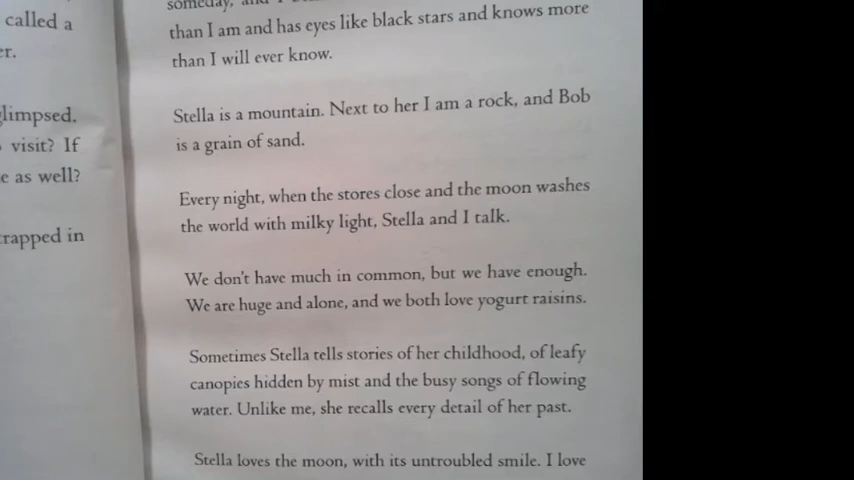 called a
er.
glimpsed.
visit? If
e as well?
rapped in
someday, and I
than I am and has eyes like black stars and knows more
than I will ever know.
Stella is a mountain. Next to her I am a rock, and Bob
is a grain of sand.
Every night, when the stores close and the moon washes
the world with milky light, Stella and I talk.
We don't have much in common, but we have enough.
We are huge and alone, and we both love yogurt raisins.
Sometimes Stella tells stories of her childhood, of leafy
canopies hidden by mist and the busy songs of flowing
water. Unlike me, she recalls every detail of her past.
Stella loves the moon, with its untroubled smile. I love